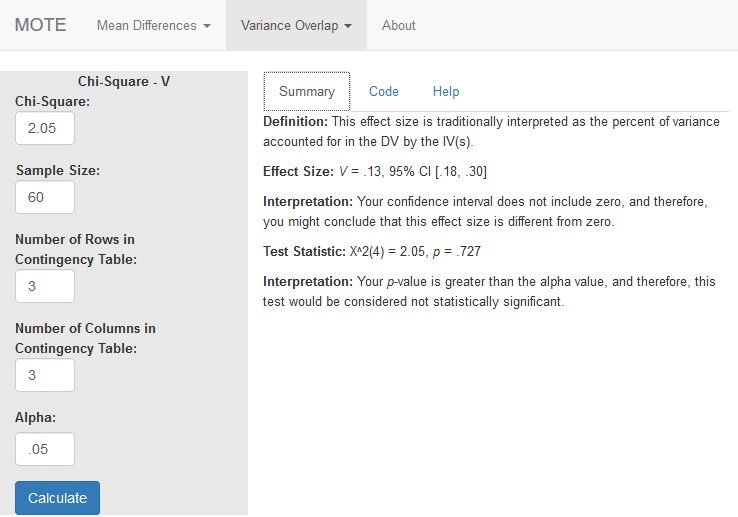 MOTE Mean Differences Variance Overlap About
Chi-Square - V
Chi-Square:
2.05
Sample Size:
60
Number of Rows in
Contingency Table:
3
Number of Columns in
Contingency Table:
3
Alpha:
.05
Calculate
Summary Code Help
Definition: This effect size is traditionally interpreted as the percent of variance
accounted for in the DV by the IV(s).
Effect Size: V = .13, 95% CI [.18, .30]
Interpretation: Your confidence interval does not include zero, and therefore,
you might conclude that this effect size is different from zero.
Test Statistic: X^2(4) = 2.05, p = .727
Interpretation: Your p-value is greater than the alpha value, and therefore, this
test would be considered not statistically significant.